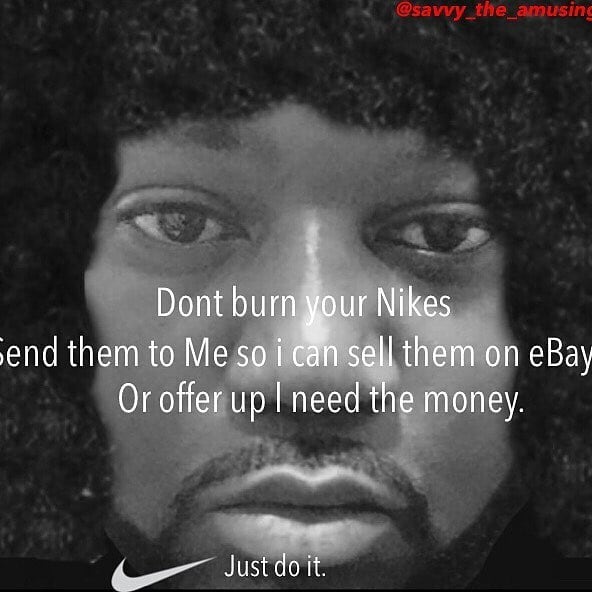 @savvy_the_amusing
Dont burn your Nikes
Send them to Me so i can sell them on eBay
Or offer up I need the money.
Just do it.